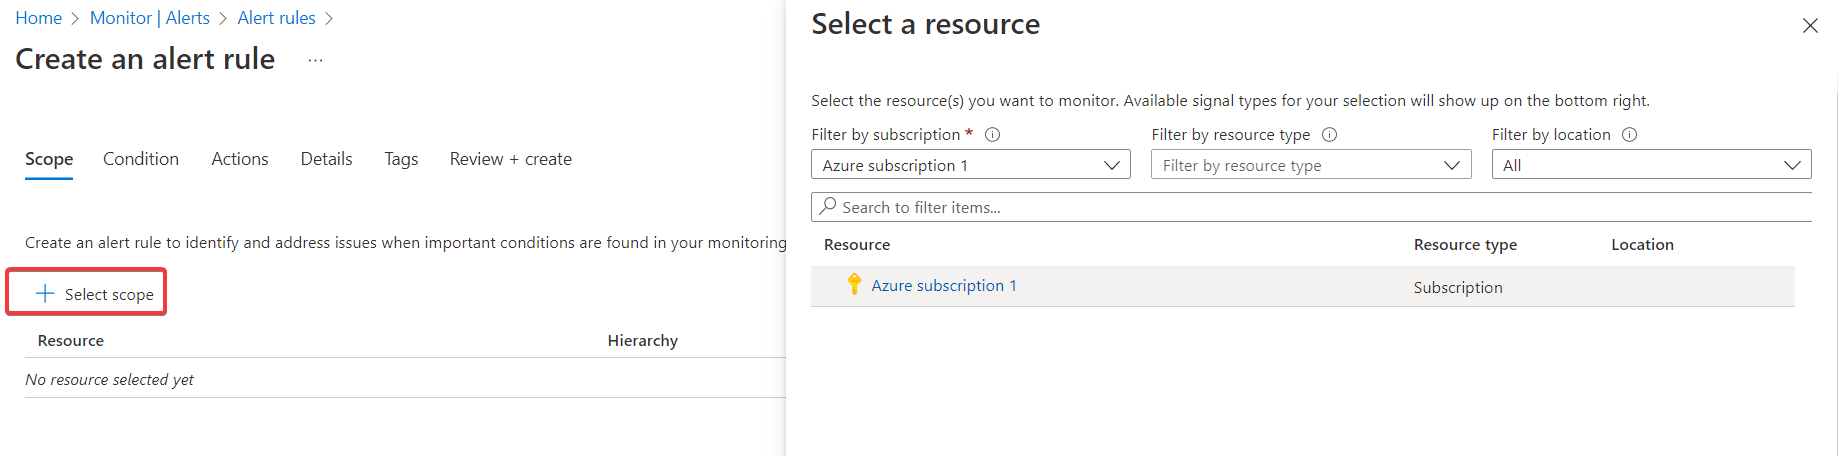 Home > Monitor | Alerts > Alert rules >
Create an alert rule ...
Scope Condition Actions Details Tags Review + create
Create an alert rule to identify and address issues when important conditions are found in your monitoring
+ Select scope
Resource Hierarchy
No resource selected yet
Select a resource
Select the resource(s) you want to monitor. Available signal types for your selection will show up on the bottom right.
Filter by subscription * Filter by resource type Filter by location
Azure subscription 1 Filter by resource type All
Search to filter items...
Resource Resource type Location
Azure subscription 1 Subscription